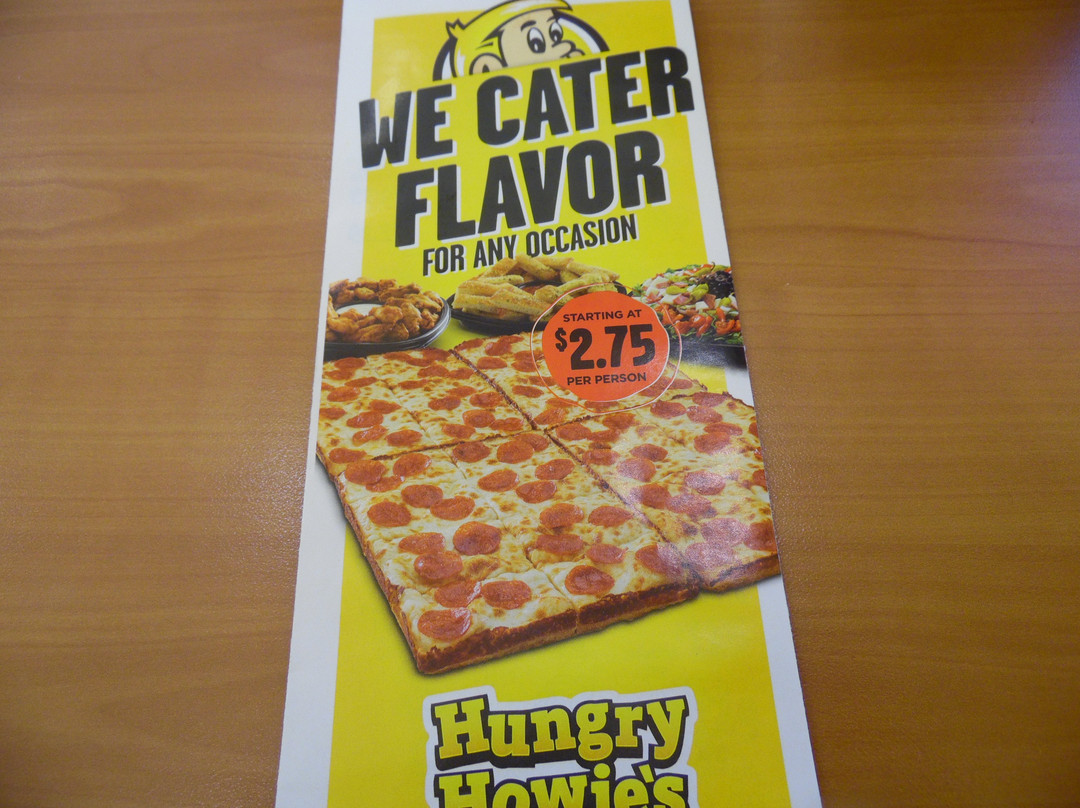 WE CATER
FLAVOR
FOR ANY OCCASION
STARTING AT
$2.75
PER PERSON
Hungry
Howie's